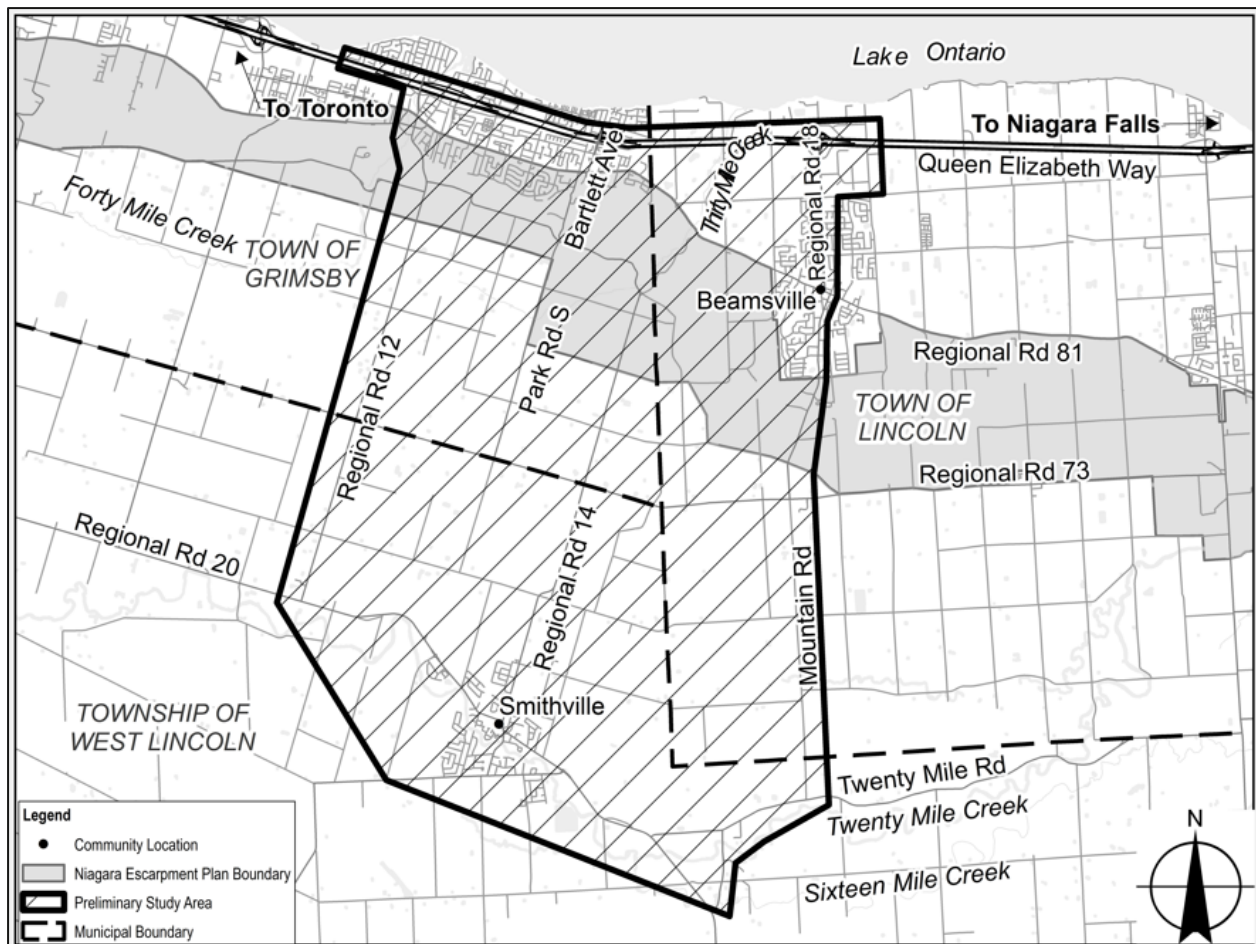 Lake Ontario
To Toronto
To Niagara Falls
Queen Elizabeth Way
Bartlett Ave
Thirty Mile Creek
Regional Rd 18
Forty Mile Creek
TOWN OF
GRIMSBY
Beamsville
Regional Rd 81
Park Rd S
Regional Rd 12
TOWN OF
LINCOLN
Regional Rd 73
Regional Rd 20
Regional Rd 14
Mountain Rd
Smithville
TOWNSHIP OF
WEST LINCOLN
Twenty Mile Rd
Twenty Mile Creek
Sixteen Mile Creek
Legend
Community Location
Niagara Escarpment Plan Boundary
Preliminary Study Area
Municipal Boundary
N